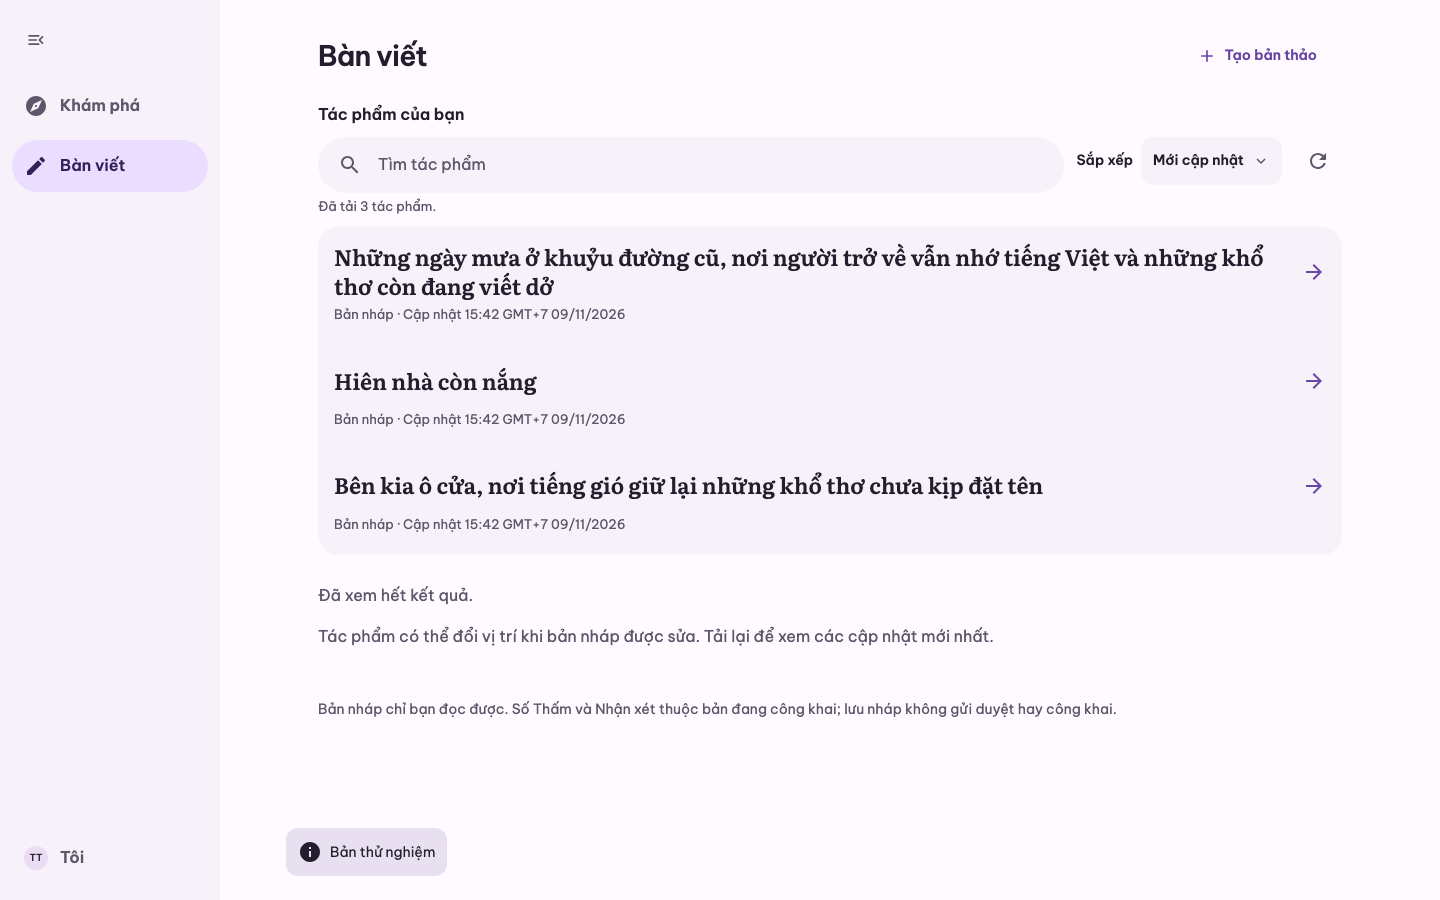 Khám phá
Bàn viết
Tôi
TT
Bàn viết
Tạo bản thảo
Tác phẩm của bạn
Tìm tác phẩm
Sắp xếp
Mới cập nhật
Đã tải 3 tác phẩm.
Những ngày mưa ở khuỷu đường cũ, nơi người trở về vẫn nhớ tiếng Việt và những khổ
thơ còn đang viết dở
Bản nháp · Cập nhật 15:42 GMT+7 09/11/2026
Hiên nhà còn nắng
Bản nháp · Cập nhật 15:42 GMT+7 09/11/2026
Bên kia ô cửa, nơi tiếng gió giữ lại những khổ thơ chưa kịp đặt tên
Bản nháp · Cập nhật 15:42 GMT+7 09/11/2026
Đã xem hết kết quả.
Tác phẩm có thể đổi vị trí khi bản nháp được sửa. Tải lại để xem các cập nhật mới nhất.
Bản nháp chỉ bạn đọc được. Số Thấm và Nhận xét thuộc bản đang công khai; lưu nháp không gửi duyệt hay công khai.
Bản thử nghiệm